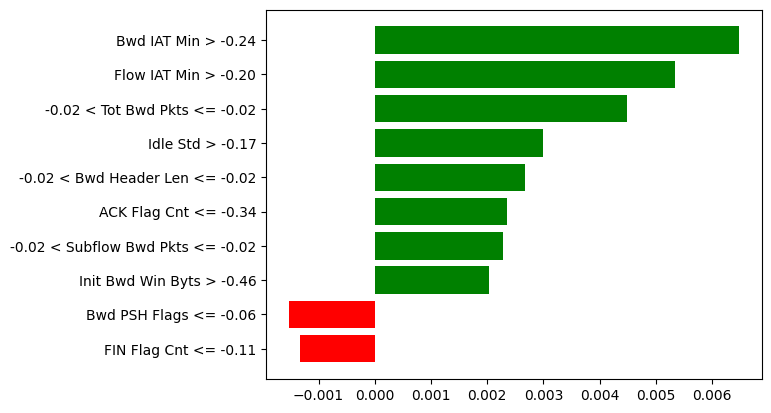 Bwd IAT Min > -0.24
Flow IAT Min > -0.20
-0.02 < Tot Bwd Pkts <= -0.02
Idle Std > -0.17
-0.02 < Bwd Header Len <= -0.02
ACK Flag Cnt <= -0.34
-0.02 < Subflow Bwd Pkts <= -0.02
Init Bwd Win Byts > -0.46
Bwd PSH Flags <= -0.06
FIN Flag Cnt <= -0.11
−0.001 0.000 0.001 0.002 0.003 0.004 0.005 0.006